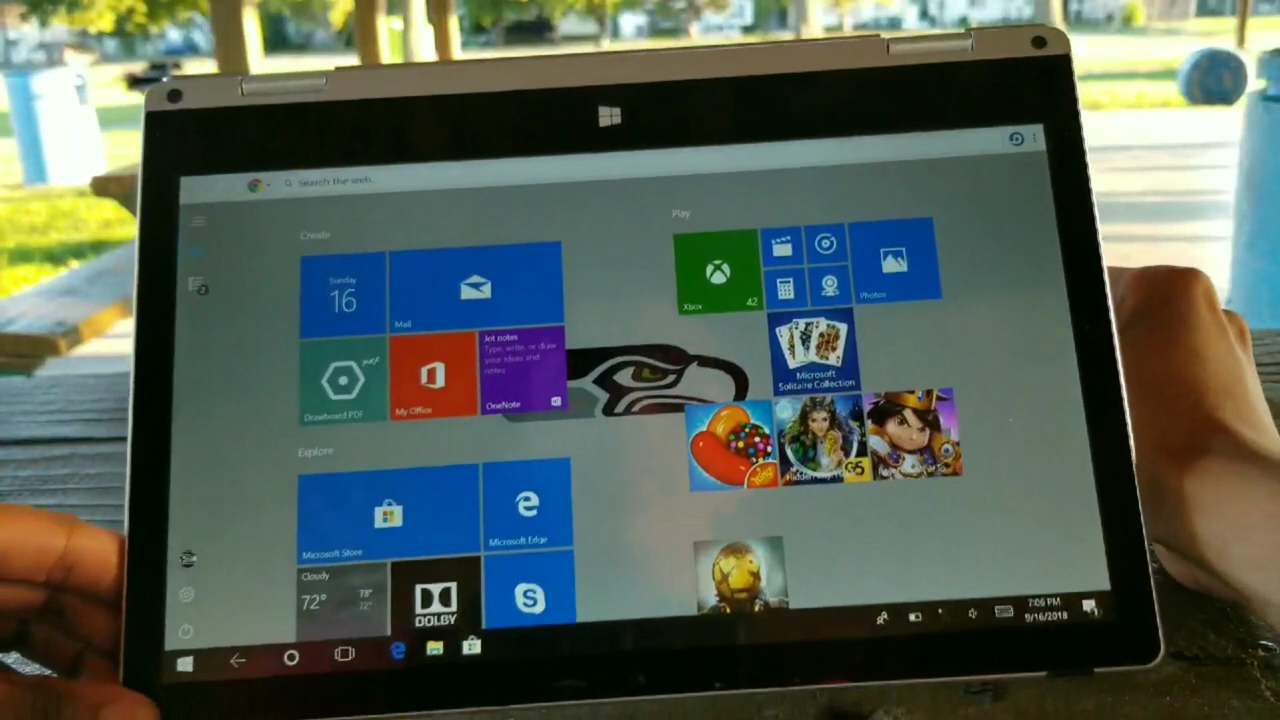 Search the web.
Create
Play
Sunday
16
Mail
Xbox
42
Photos
Drawboard PDF
My Office
Jot notes
Type, write, or draw
your ideas and
notes
OneNote
Microsoft
Solitaire Collection
Explore
G5
Microsoft Store
Microsoft Edge
Cloudy
72°
78°
72°
DOLBY
7:06 PM
9/16/2018